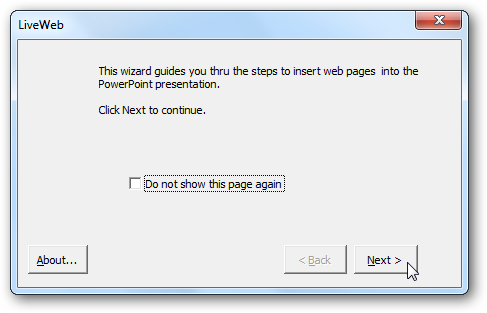 LiveWeb
This wizard guides you thru the steps to insert web pages  into the
PowerPoint presentation.
Click Next to continue.
Do not show this page again
About...
< Back
Next >